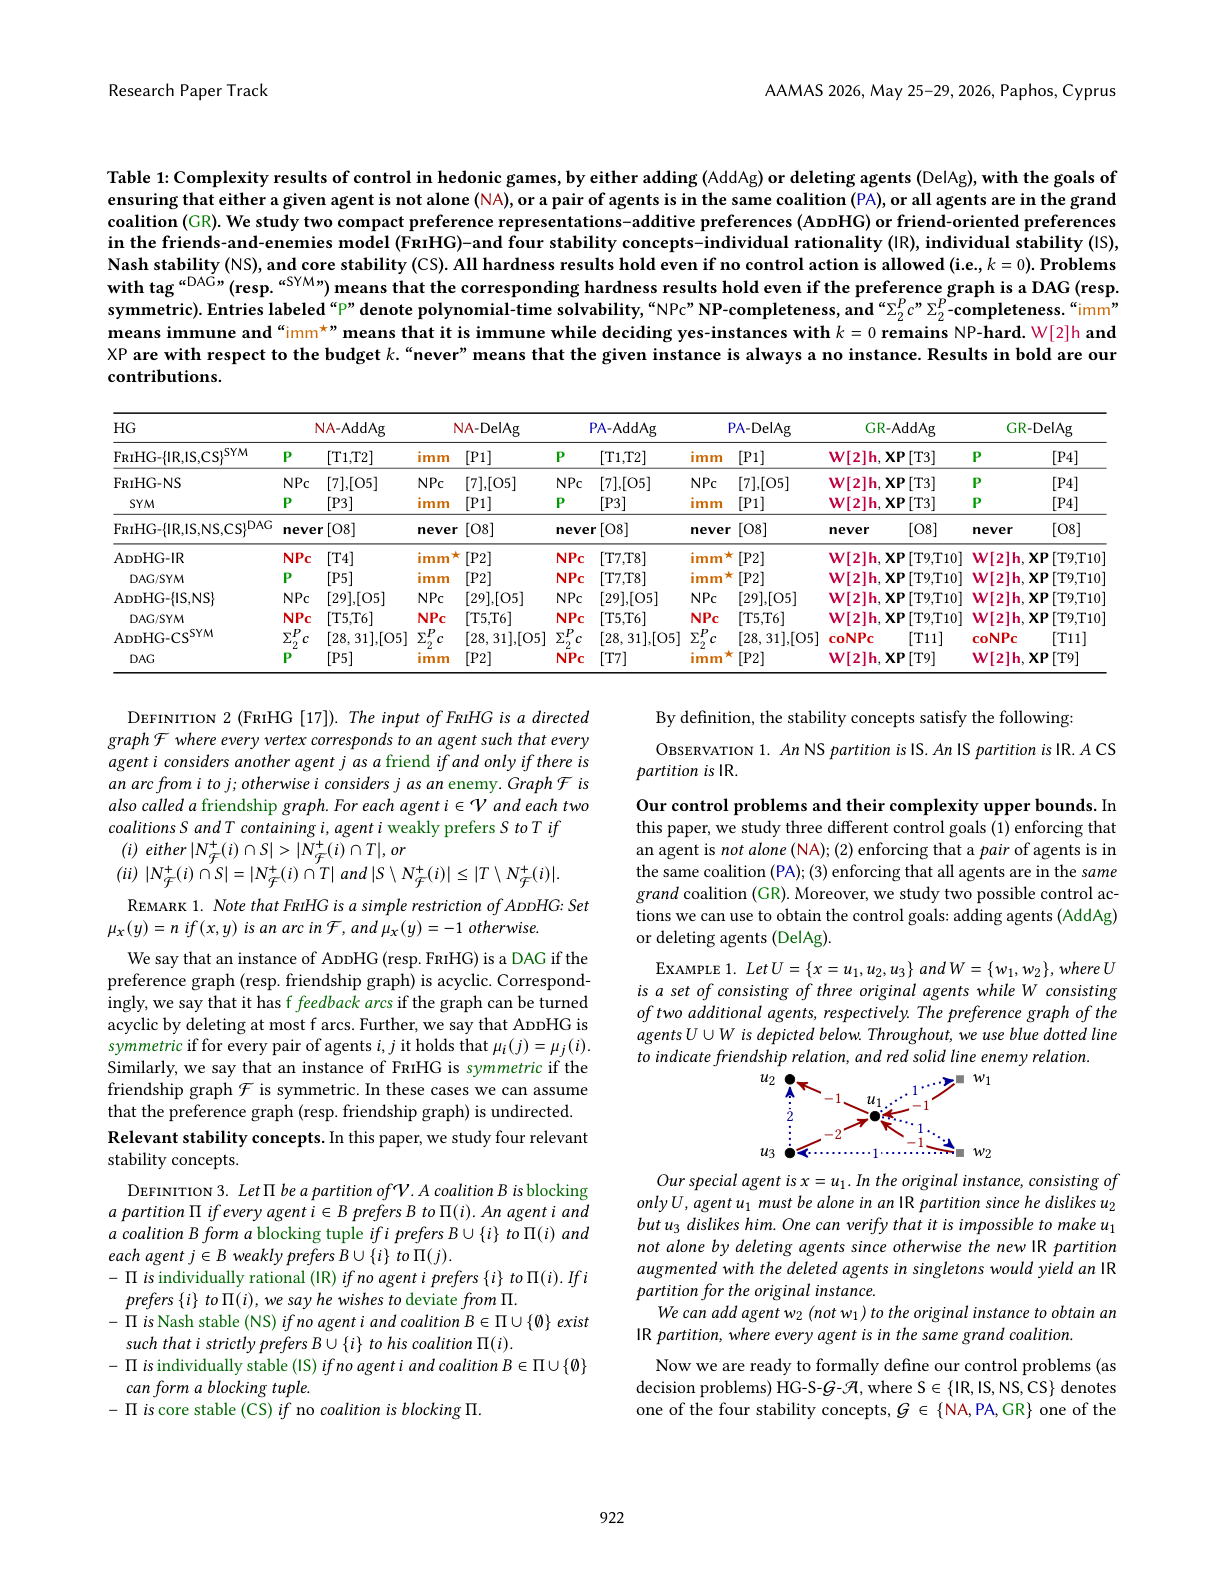 Research Paper Track
AAMAS 2026, May 25–29, 2026, Paphos, Cyprus
Table 1: Complexity results of control in hedonic games, by either adding (AddAg) or deleting agents (DelAg), with the goals of
ensuring that either a given agent is not alone (NA), or a pair of agents is in the same coalition (PA), or all agents are in the grand
coalition (GR). We study two compact preference representations–additive preferences (AddHG) or friend-oriented preferences
in the friends-and-enemies model (FriHG)–and four stability concepts–individual rationality (IR), individual stability (IS),
Nash stability (NS), and core stability (CS). All hardness results hold even if no control action is allowed (i.e., k = 0). Problems
with tag “DAG” (resp. “SYM”) means that the corresponding hardness results hold even if the preference graph is a DAG (resp.
symmetric). Entries labeled “P” denote polynomial-time solvability, “NPc” NP-completeness, and “Σ₂ᴾc” Σ₂ᴾ-completeness. “imm”
means immnune and “imm★” means that it is immune while deciding yes-instances with k = 0 remains NP-hard. W[2]h and
XP are with respect to the budget k. “never” means that the given instance is always a no instance. Results in bold are our
contributions.
HG NA-AddAg NA-DelAg PA-AddAg PA-DelAg GR-AddAg GR-DelAg
FriHG-{IR,IS,CS}SYM P [T1,T2] imm [P1] P [T1,T2] imm [P1] W[2]h, XP [T3] P [P4]
FriHG-NS NPc [7],[O5] NPc [7],[O5] NPc [7],[O5] NPc [7],[O5] W[2]h, XP [T3] P [P4]
SYM P [P3] imm [P1] P [P3] imm [P1] W[2]h, XP [T3] P [P4]
FriHG-{IR,IS,NS,CS}DAG never [O8] never [O8] never [O8] never [O8] never [O8] never [O8]
AddHG-IR NPc [T4] imm★ [P2] NPc [T7,T8] imm★ [P2] W[2]h, XP [T9,T10] W[2]h, XP [T9,T10]
DAG/SYM P [P5] imm [P2] NPc [T7,T8] imm★ [P2] W[2]h, XP [T9,T10] W[2]h, XP [T9,T10]
AddHG-{IS,NS} NPc [29],[O5] NPc [29],[O5] NPc [29],[O5] NPc [29],[O5] W[2]h, XP [T9,T10] W[2]h, XP [T9,T10]
DAG/SYM NPc [T5,T6] NPc [T5,T6] NPc [T5,T6] NPc [T5,T6] W[2]h, XP [T9,T10] W[2]h, XP [T9,T10]
AddHG-CSSYM Σ₂ᴾc [28, 31],[O5] Σ₂ᴾc [28, 31],[O5] Σ₂ᴾc [28, 31],[O5] Σ₂ᴾc [28, 31],[O5] coNPc [T11] coNPc [T11]
DAG P [P5] imm [P2] NPc [T7] imm★ [P2] W[2]h, XP [T9] W[2]h, XP [T9]
Definition 2 (FriHG [17]). The input of FriHG is a directed
graph ℱ where every vertex corresponds to an agent such that every
agent i considers another agent j as a friend if and only if there is
an arc from i to j; otherwise i considers j as an enemy. Graph ℱ is
also called a friendship graph. For each agent i ∈ 𝒱 and each two
coalitions S and T containing i, agent i weakly prefers S to T if
(i) either |N⁺_ℱ(i) ∩ S| > |N⁺_ℱ(i) ∩ T|, or
(ii) |N⁺_ℱ(i) ∩ S| = |N⁺_ℱ(i) ∩ T| and |S \ N⁺_ℱ(i)| ≤ |T \ N⁺_ℱ(i)|.
Remark 1. Note that FriHG is a simple restriction of AddHG: Set
μₓ(y) = n if (x, y) is an arc in ℱ, and μₓ(y) = −1 otherwise.
We say that an instance of AddHG (resp. FriHG) is a DAG if the
preference graph (resp. friendship graph) is acyclic. Correspond-
ingly, we say that it has f feedback arcs if the graph can be turned
acyclic by deleting at most f arcs. Further, we say that AddHG is
symmetric if for every pair of agents i, j it holds that μᵢ(j) = μⱼ(i).
Similarly, we say that an instance of FriHG is symmetric if the
friendship graph ℱ is symmetric. In these cases we can assume
that the preference graph (resp. friendship graph) is undirected.
Relevant stability concepts. In this paper, we study four relevant
stability concepts.
Definition 3. Let Π be a partition of 𝒱. A coalition B is blocking
a partition Π if every agent i ∈ B prefers B to Π(i). An agent i and
a coalition B form a blocking tuple if i prefers B ∪ {i} to Π(i) and
each agent j ∈ B weakly prefers B ∪ {i} to Π(j).
– Π is individually rational (IR) if no agent i prefers {i} to Π(i). If i
prefers {i} to Π(i), we say he wishes to deviate from Π.
– Π is Nash stable (NS) if no agent i and coalition B ∈ Π ∪ {∅} exist
such that i strictly prefers B ∪ {i} to his coalition Π(i).
– Π is individually stable (IS) if no agent i and coalition B ∈ Π ∪ {∅}
can form a blocking tuple.
– Π is core stable (CS) if no coalition is blocking Π.
By definition, the stability concepts satisfy the following:
Observation 1. An NS partition is IS. An IS partition is IR. A CS
partition is IR.
Our control problems and their complexity upper bounds. In
this paper, we study three different control goals (1) enforcing that
an agent is not alone (NA); (2) enforcing that a pair of agents is in
the same coalition (PA); (3) enforcing that all agents are in the same
grand coalition (GR). Moreover, we study two possible control ac-
tions we can use to obtain the control goals: adding agents (AddAg)
or deleting agents (DelAg).
Example 1. Let U = {x = u₁, u₂, u₃} and W = {w₁, w₂}, where U
is a set of consisting of three original agents while W consisting
of two additional agents, respectively. The preference graph of the
agents U ∪ W is depicted below. Throughout, we use blue dotted line
to indicate friendship relation, and red solid line enemy relation.
u₂ w₁
−1 u₁ 1 −1
2
−2 1 −1
u₃ 1 w₂
Our special agent is x = u₁. In the original instance, consisting of
only U, agent u₁ must be alone in an IR partition since he dislikes u₂
but u₃ dislikes him. One can verify that it is impossible to make u₁
not alone by deleting agents since otherwise the new IR partition
augmented with the deleted agents in singletons would yield an IR
partition for the original instance.
We can add agent w₂ (not w₁) to the original instance to obtain an
IR partition, where every agent is in the same grand coalition.
Now we are ready to formally define our control problems (as
decision problems) HG-S-𝒢-𝒜, where S ∈ {IR, IS, NS, CS} denotes
one of the four stability concepts, 𝒢 ∈ {NA, PA, GR} one of the
922